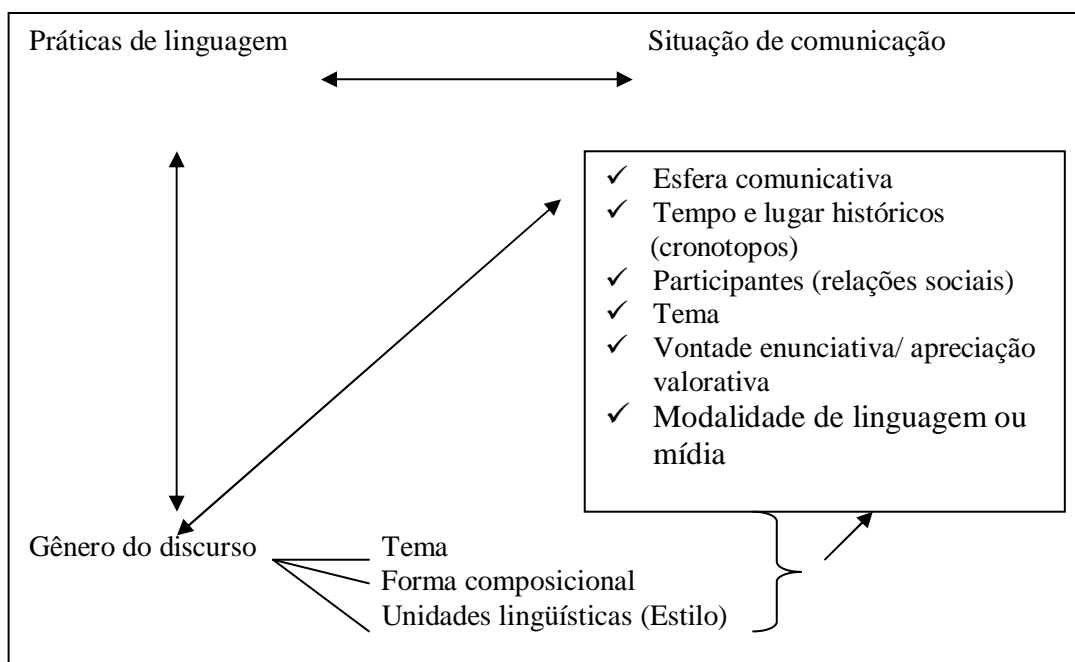 Práticas de linguagem
Situação de comunicação
✓ Esfera comunicativa
✓ Tempo e lugar históricos
(cronotopos)
✓ Participantes (relações sociais)
✓ Tema
✓ Vontade enunciativa/ apreciação
valorativa
✓ Modalidade de linguagem ou
mídia
Gênero do discurso
Tema
Forma composicional
Unidades lingüísticas (Estilo)